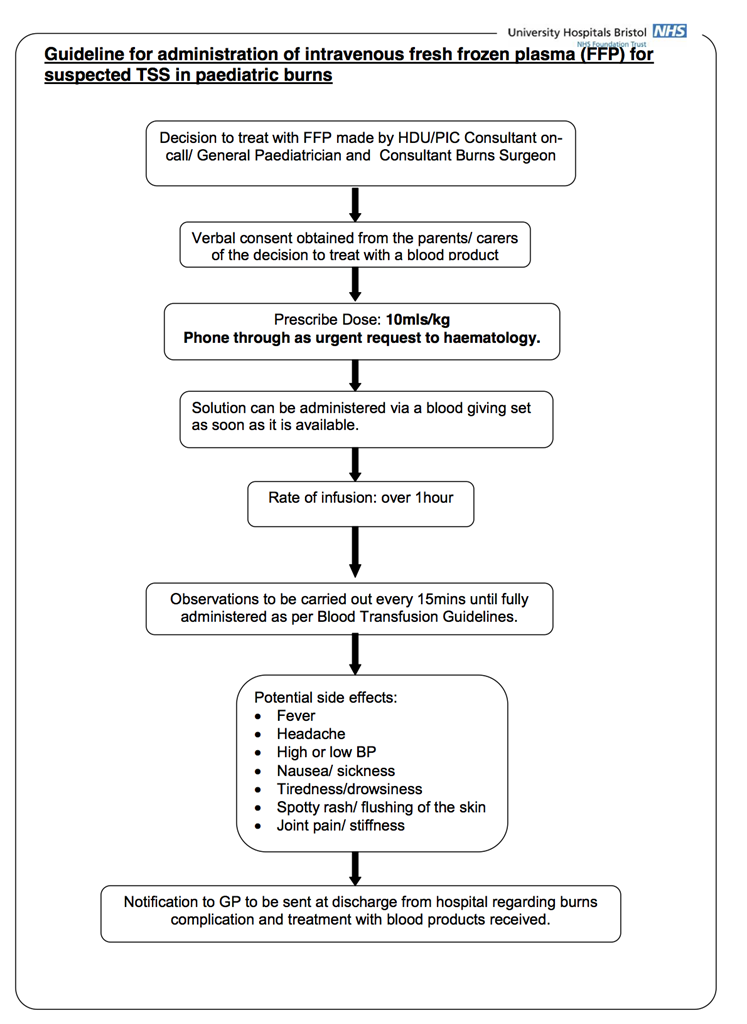 University Hospitals Bristol NHS
NHS Foundation Trust
Guideline for administration of intravenous fresh frozen plasma (FFP) for
suspected TSS in paediatric burns
Decision to treat with FFP made by HDU/PIC Consultant on-
call/ General Paediatrician and Consultant Burns Surgeon
Verbal consent obtained from the parents/ carers
of the decision to treat with a blood product
Prescribe Dose: 10mls/kg
Phone through as urgent request to haematology.
Solution can be administered via a blood giving set
as soon as it is available.
Rate of infusion: over 1hour
Observations to be carried out every 15mins until fully
administered as per Blood Transfusion Guidelines.
Potential side effects:
• Fever
• Headache
• High or low BP
• Nausea/ sickness
• Tiredness/drowsiness
• Spotty rash/ flushing of the skin
• Joint pain/ stiffness
Notification to GP to be sent at discharge from hospital regarding burns
complication and treatment with blood products received.